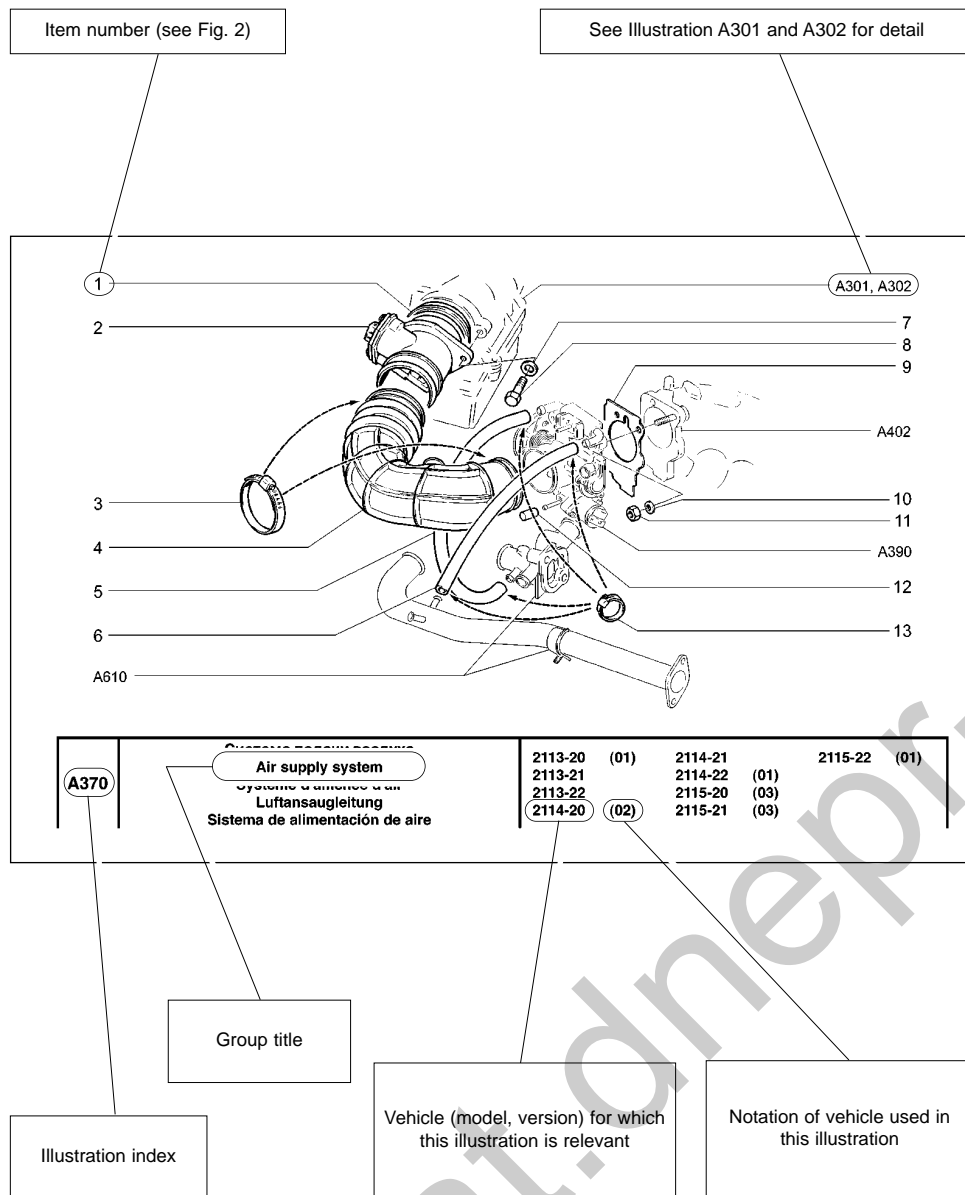 Item number (see Fig. 2)
See Illustration A301 and A302 for detail
1
A301, A302
2
7
8
9
A402
3
10
4
11
A390
5
12
6
13
A610
A370
Air supply system
Luftansaugleitung
Sistema de alimentación de aire
2113-20 (01) 2114-21 2115-22 (01)
2113-21 2114-22 (01)
2113-22 2115-20 (03)
2114-20 (02) 2115-21 (03)
Group title
Vehicle (model, version) for which
this illustration is relevant
Notation of vehicle used in
this illustration
Illustration index